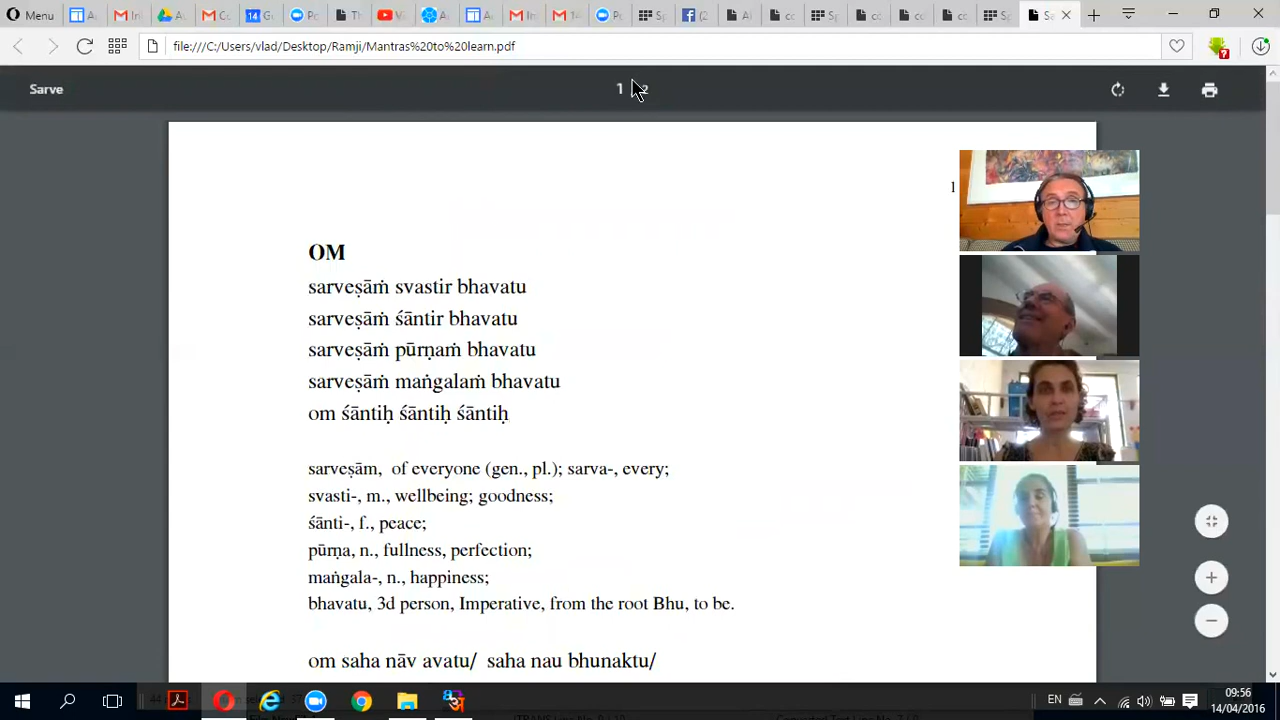 Menu
file:///C:/Users/vlad/Desktop/Ramji/Mantras%20to%20learn.pdf
Sarve
1
2
1
OM
sarveṣāṁ svastir bhavatu
sarveṣāṁ śāntir bhavatu
sarveṣāṁ pūrṇaṁ bhavatu
sarveṣāṁ maṅgalaṁ bhavatu
om śāntiḥ śāntiḥ śāntiḥ
sarveṣām, of everyone (gen., pl.); sarva-, every;
svasti-, m., wellbeing; goodness;
śānti-, f., peace;
pūrṇa, n., fullness, perfection;
maṅgala-, n., happiness;
bhavatu, 3d person, Imperative, from the root Bhu, to be.
om saha nāv avatu/ saha nau bhunaktu/
EN
09:56
14/04/2016